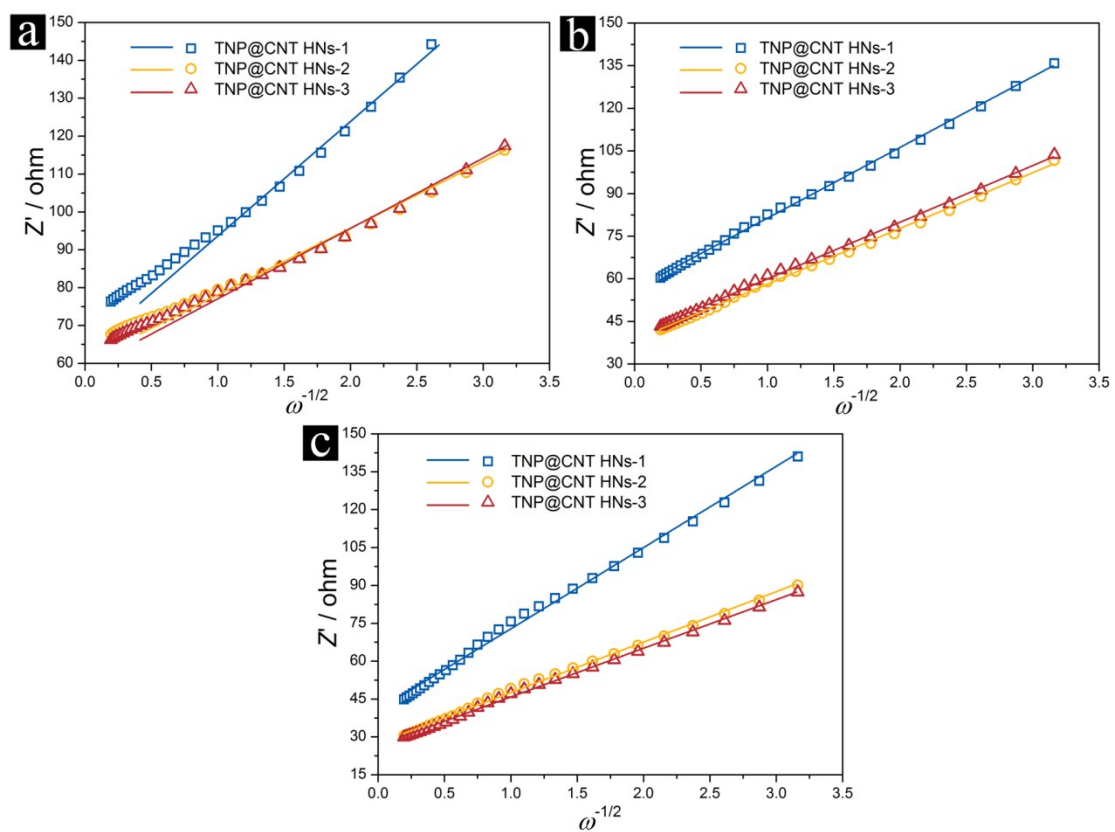 a
150
140
130
120
110
100
90
80
70
60
Z' / ohm
TNP@CNT HNs-1
TNP@CNT HNs-2
TNP@CNT HNs-3
0.0 0.5 1.0 1.5 2.0 2.5 3.0 3.5
ω-1/2
b
150
135
120
105
90
75
60
45
30
Z' / ohm
TNP@CNT HNs-1
TNP@CNT HNs-2
TNP@CNT HNs-3
0.0 0.5 1.0 1.5 2.0 2.5 3.0 3.5
ω-1/2
c
150
135
120
105
90
75
60
45
30
15
Z' / ohm
TNP@CNT HNs-1
TNP@CNT HNs-2
TNP@CNT HNs-3
0.0 0.5 1.0 1.5 2.0 2.5 3.0 3.5
ω-1/2